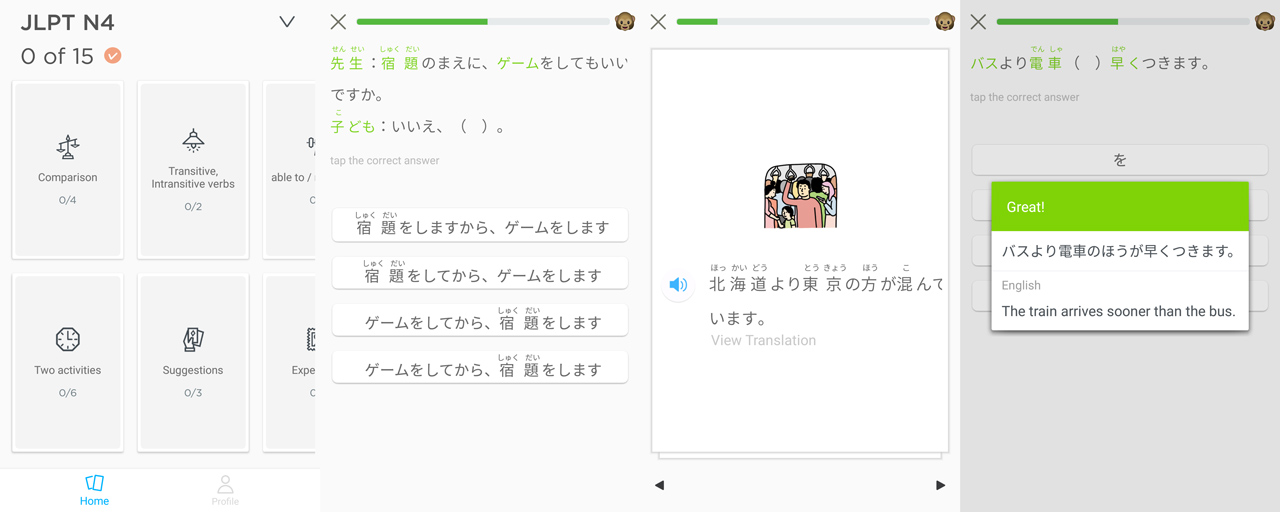 JLPT N4
0 of 15
Comparison
0/4
Transitive,
Intransitive verbs
0/2
able to /
Two activities
0/6
Suggestions
0/3
Home
Profile
せん せい しゅく だい
先生：宿題のまえに、ゲームをしてもいい
ですか。
こ
子ども：いいえ、（　）。
tap the correct answer
しゅく だい
宿題をしますから、ゲームをします
しゅく だい
宿題をしてから、ゲームをします
しゅく だい
ゲームをしてから、宿題をします
しゅく だい
ゲームをしてから、宿題をします
ほっ かい どう とう きょう ほう こ
北海道より東京の方が混んで
います。
View Translation
でん しゃ はや
バスより電車（　）早くつきます。
tap the correct answer
を
Great!
バスより電車のほうが早くつきます。
English
The train arrives sooner than the bus.